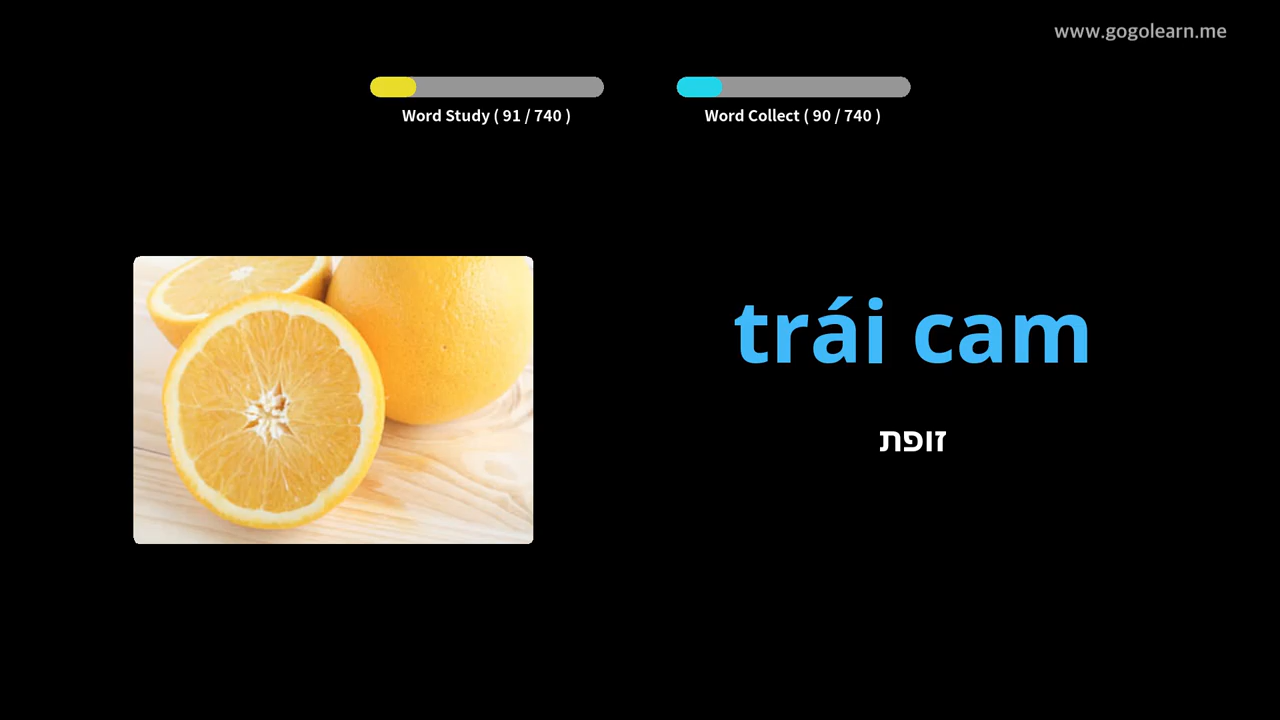 www.gogolearn.me
Word Study ( 91 / 740 )
Word Collect ( 90 / 740 )
trái cam
זופת